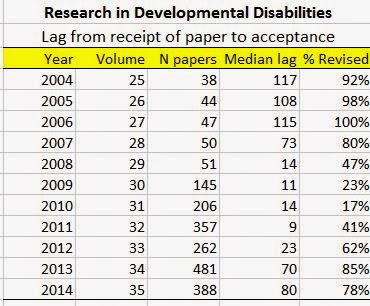 Research in Developmental Disabilities
Lag from receipt of paper to acceptance
Year Volume N papers Median lag % Revised
2004 25 38 117 92%
2005 26 44 108 98%
2006 27 47 115 100%
2007 28 50 73 80%
2008 29 51 14 47%
2009 30 145 11 23%
2010 31 206 14 17%
2011 32 357 9 41%
2012 33 262 23 62%
2013 34 481 70 85%
2014 35 388 80 78%